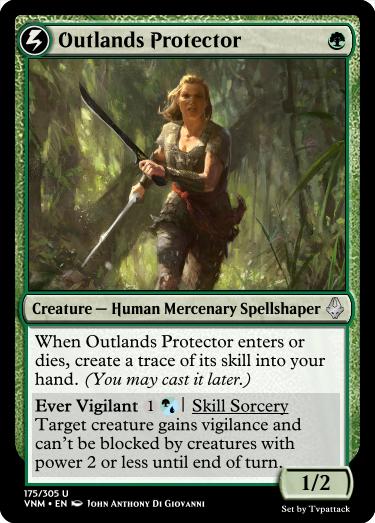 Outlands Protector
Creature — Human Mercenary Spellshaper
When Outlands Protector enters or
dies, create a trace of its skill into your
hand. (You may cast it later.)
Ever Vigilant 1 | Skill Sorcery
Target creature gains vigilance and
can't be blocked by creatures with
power 2 or less until end of turn.
1/2
175/305 U
VNM • EN John Anthony Di Giovanni
Set by Tvpattack